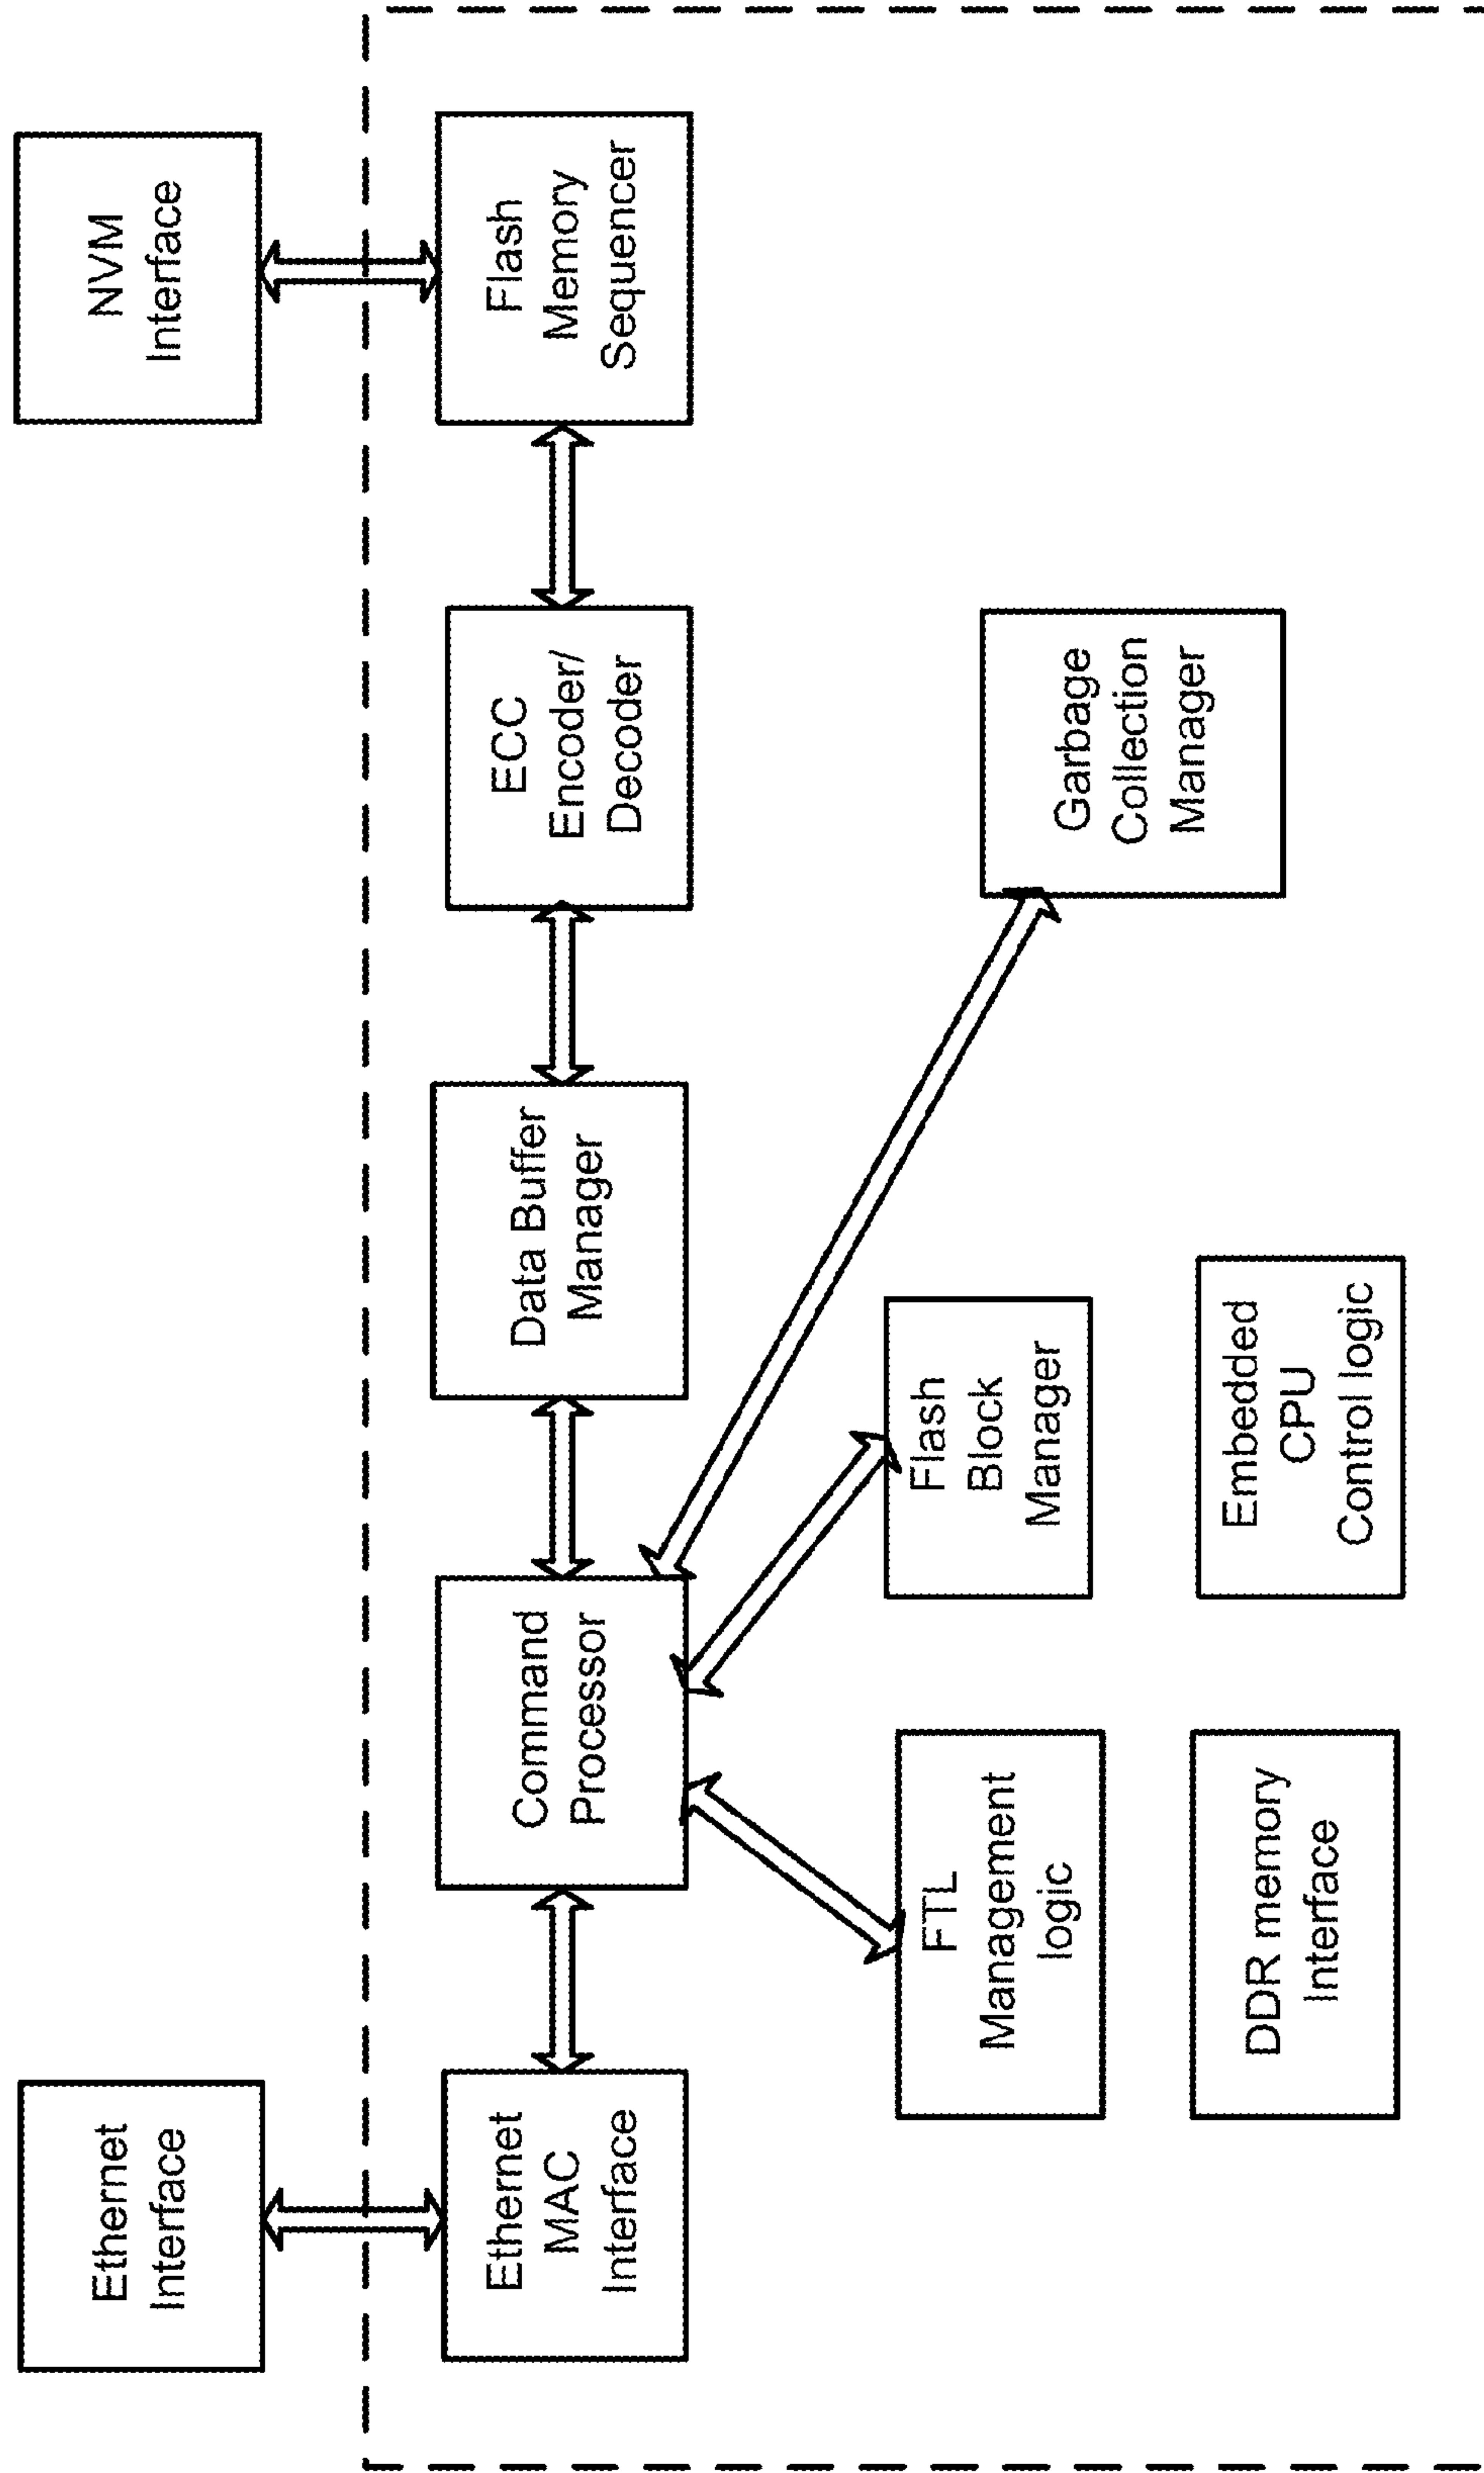 Ethernet
Interface
NVM
Interface
Ethernet
MAC
Interface
Command
Processor
Data Buffer
Manager
ECC
Encoder/
Decoder
Flash
Memory
Sequencer
FTL
Management
logic
Flash
Block
Manager
Garbage
Collection
Manager
DDR memory
Interface
Embedded
CPU
Control logic